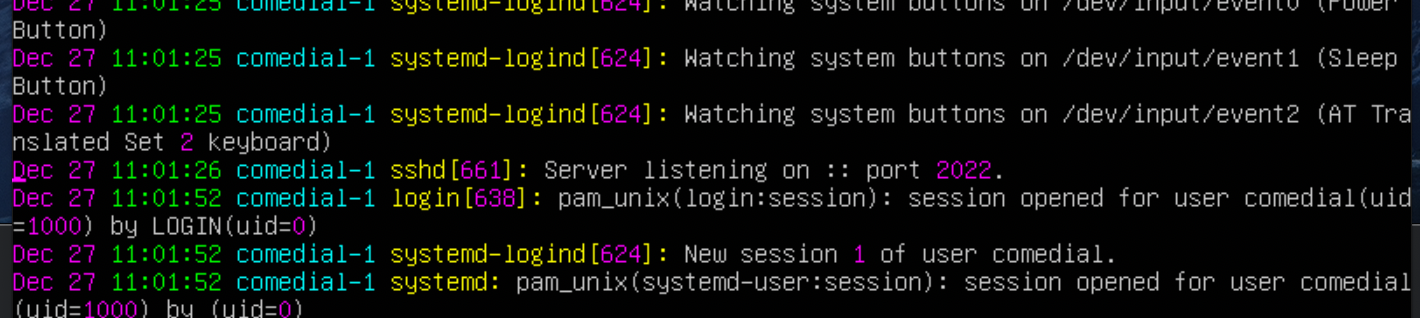 Dec 27 11:01:25 comedial-1 systemd-logind[624]: Watching system buttons on /dev/input/event0 (Power
Button)
Dec 27 11:01:25 comedial-1 systemd-logind[624]: Watching system buttons on /dev/input/event1 (Sleep
Button)
Dec 27 11:01:25 comedial-1 systemd-logind[624]: Watching system buttons on /dev/input/event2 (AT Tra
nslated Set 2 keyboard)
Dec 27 11:01:26 comedial-1 sshd[661]: Server listening on :: port 2022.
Dec 27 11:01:52 comedial-1 login[638]: pam_unix(login:session): session opened for user comedial(uid
=1000) by LOGIN(uid=0)
Dec 27 11:01:52 comedial-1 systemd-logind[624]: New session 1 of user comedial.
Dec 27 11:01:52 comedial-1 systemd: pam_unix(systemd-user:session): session opened for user comedial
(uid=1000) by (uid=0)